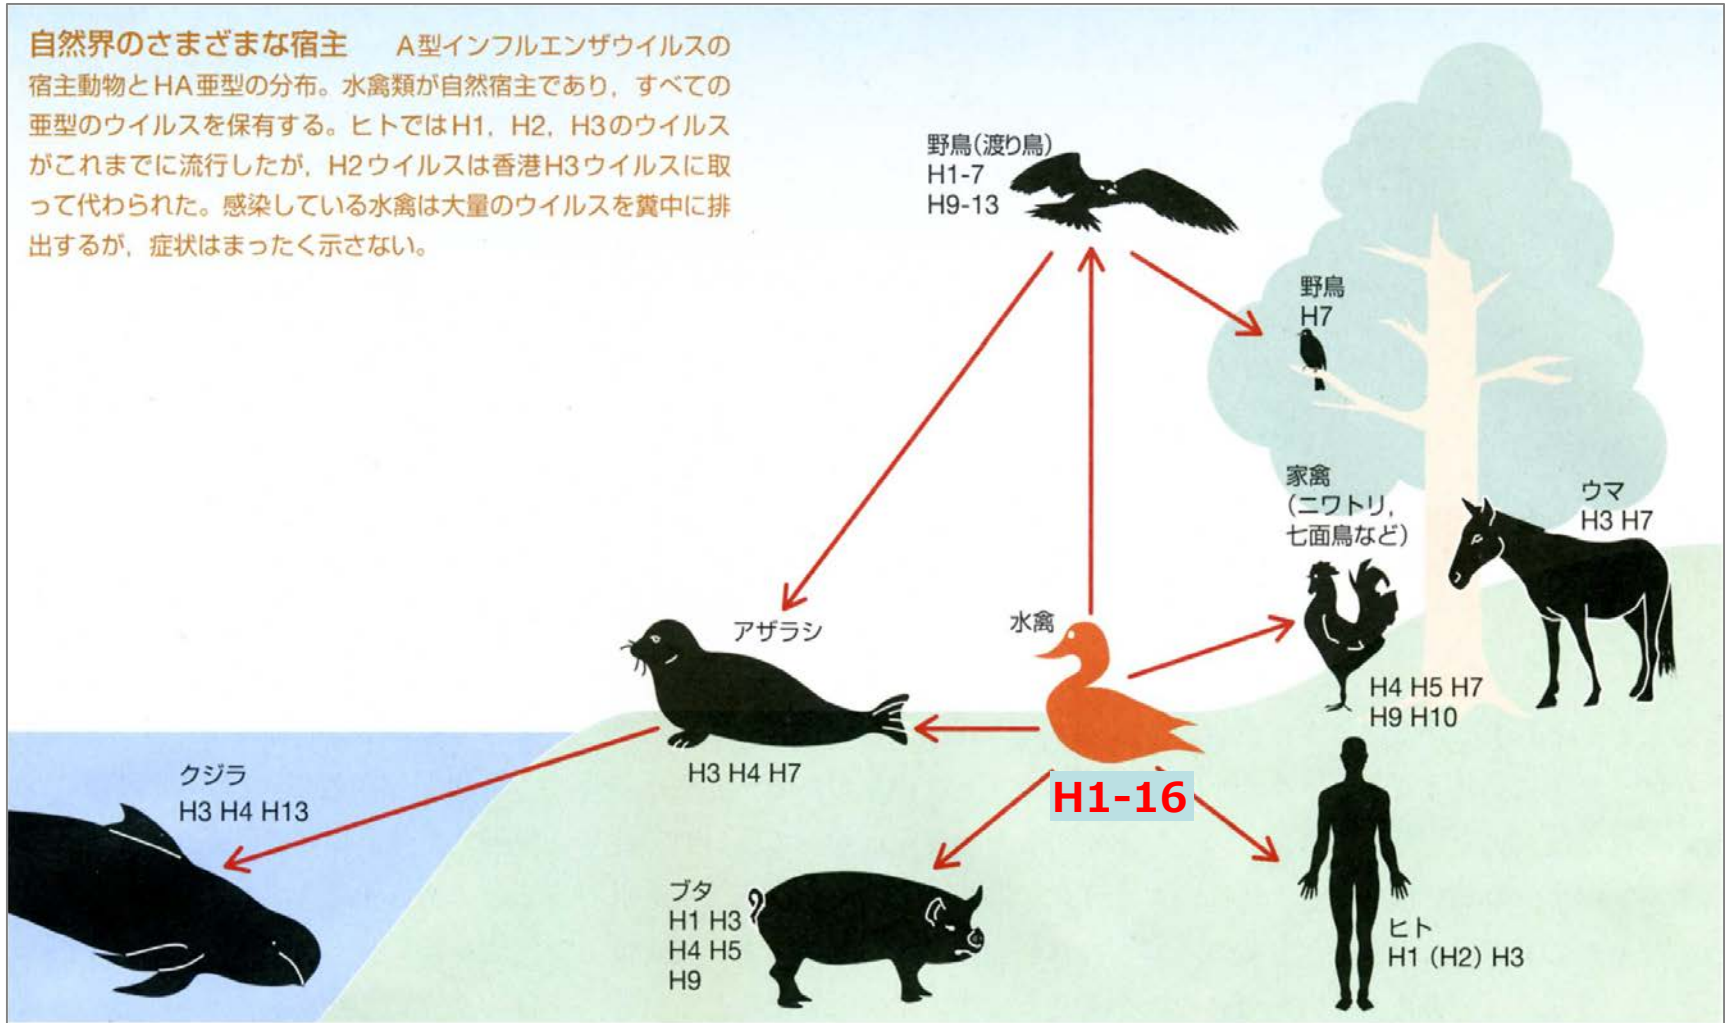 自然界のさまざまな宿主　A型インフルエンザウイルスの
宿主動物とHA亜型の分布。水禽類が自然宿主であり，すべての
亜型のウイルスを保有する。ヒトではH1，H2，H3のウイルス
がこれまでに流行したが，H2ウイルスは香港H3ウイルスに取
って代わられた。感染している水禽は大量のウイルスを糞中に排
出するが，症状はまったく示さない。
野鳥(渡り鳥)
H1-7
H9-13
野鳥
H7
家禽
(ニワトリ，
七面鳥など)
H4 H5 H7
H9 H10
ウマ
H3 H7
アザラシ
H3 H4 H7
水禽
H1-16
クジラ
H3 H4 H13
ブタ
H1 H3
H4 H5
H9
ヒト
H1 (H2) H3